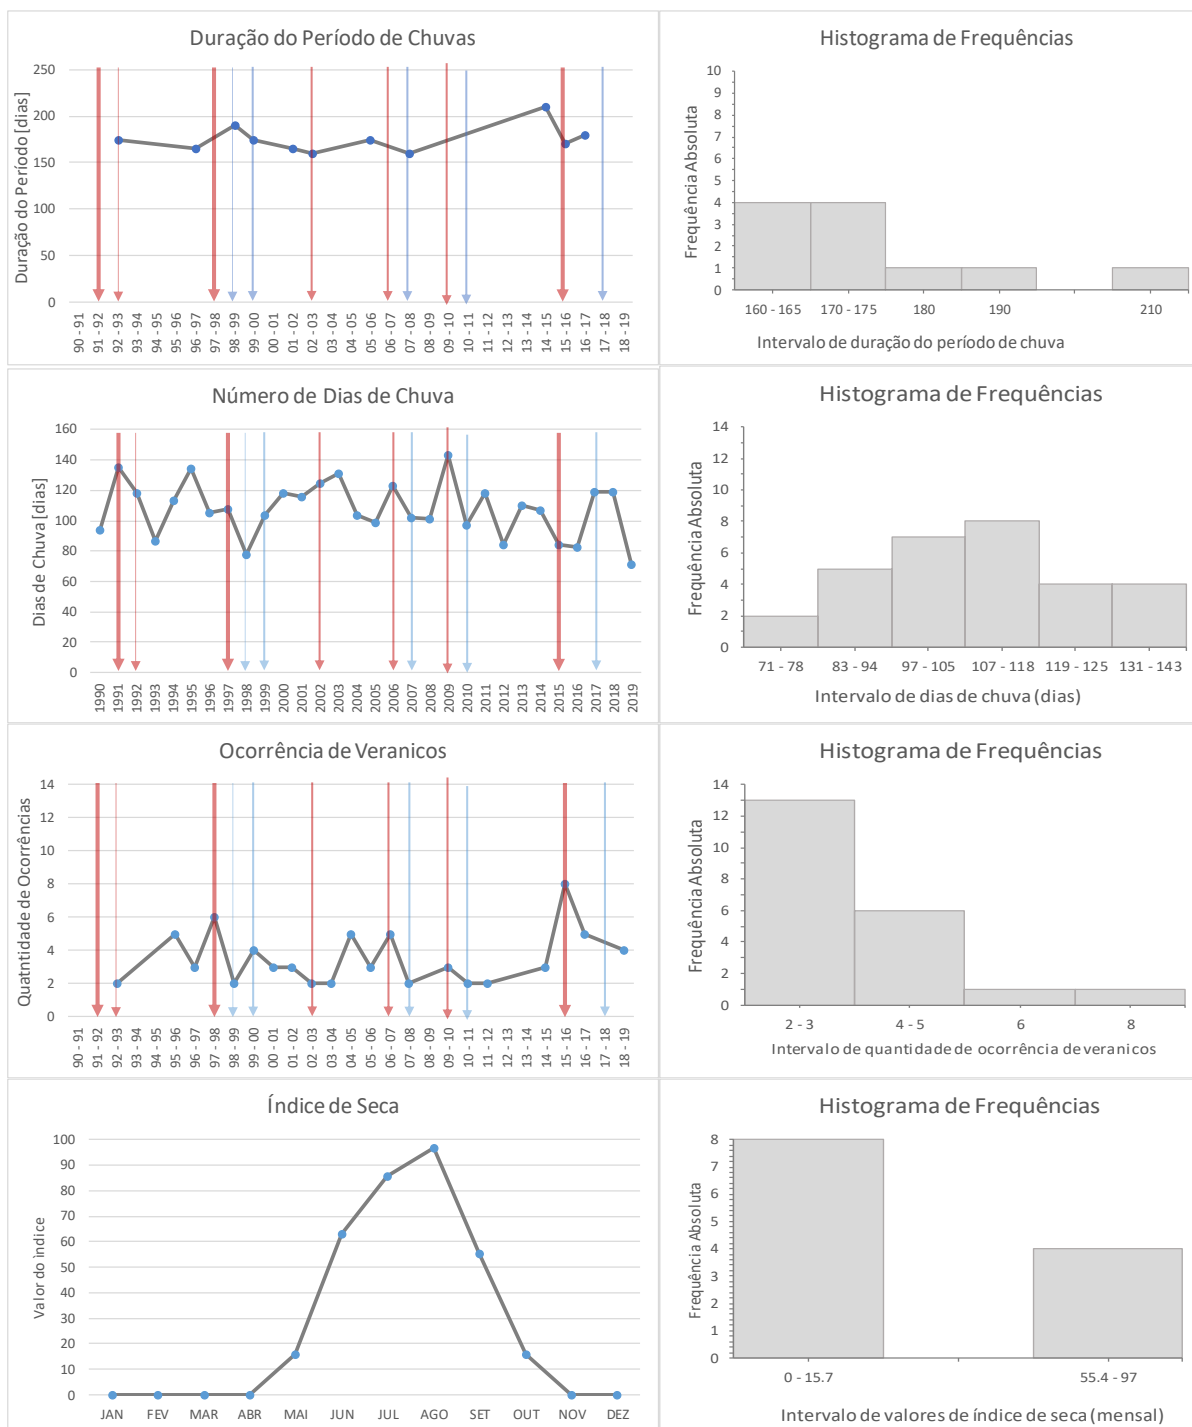 Duração do Período de Chuvas
Duração do Período [dias]
250
200
150
100
50
0
90 - 91
91 - 92
92 - 93
93 - 94
94 - 95
95 - 96
96 - 97
97 - 98
98 - 99
99 - 00
00 - 01
01 - 02
02 - 03
03 - 04
04 - 05
05 - 06
06 - 07
07 - 08
08 - 09
09 - 10
10 - 11
11 - 12
12 - 13
13 - 14
14 - 15
15 - 16
16 - 17
17 - 18
18 - 19
Histograma de Frequências
Frequência Absoluta
10
9
8
7
6
5
4
3
2
1
0
160 - 165 170 - 175 180 190 210
Intervalo de duração do período de chuva
Número de Dias de Chuva
Dias de Chuva [dias]
160
140
120
100
80
60
40
20
0
1990
1991
1992
1993
1994
1995
1996
1997
1998
1999
2000
2001
2002
2003
2004
2005
2006
2007
2008
2009
2010
2011
2012
2013
2014
2015
2016
2017
2018
2019
Histograma de Frequências
Frequência Absoluta
14
12
10
8
6
4
2
0
71 - 78 83 - 94 97 - 105 107 - 118 119 - 125 131 - 143
Intervalo de dias de chuva (dias)
Ocorrência de Veranicos
Quatntidade de Ocorrências
14
12
10
8
6
4
2
0
90 - 91
91 - 92
92 - 93
93 - 94
94 - 95
95 - 96
96 - 97
97 - 98
98 - 99
99 - 00
00 - 01
01 - 02
02 - 03
03 - 04
04 - 05
05 - 06
06 - 07
07 - 08
08 - 09
09 - 10
10 - 11
11 - 12
12 - 13
13 - 14
14 - 15
15 - 16
16 - 17
17 - 18
18 - 19
Histograma de Frequências
Frequência Absoluta
14
12
10
8
6
4
2
0
2 - 3 4 - 5 6 8
Intervalo de quantidade de ocorrência de veranicos
Índice de Seca
Valor do ìndice
100
90
80
70
60
50
40
30
20
10
0
JAN FEV MAR ABR MAI JUN JUL AGO SET OUT NOV DEZ
Histograma de Frequências
Frequência Absoluta
8
7
6
5
4
3
2
1
0
0 - 15.7 55.4 - 97
Intervalo de valores de índice de seca (mensal)